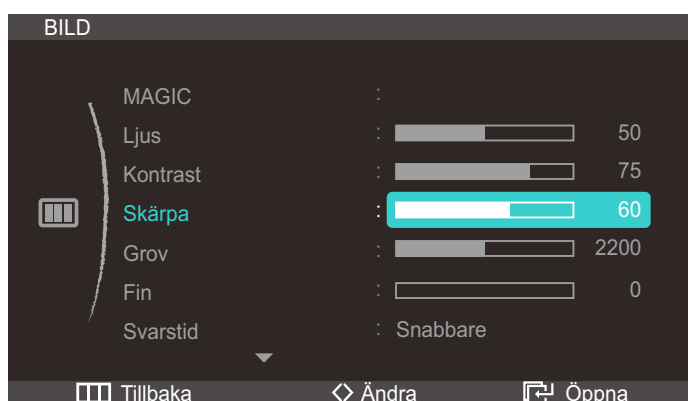 BILD
MAGIC :
Ljus : 50
Kontrast : 75
Skärpa : 60
Grov : 2200
Fin : 0
Svarstid : Snabbare
Tillbaka Ändra Öppna